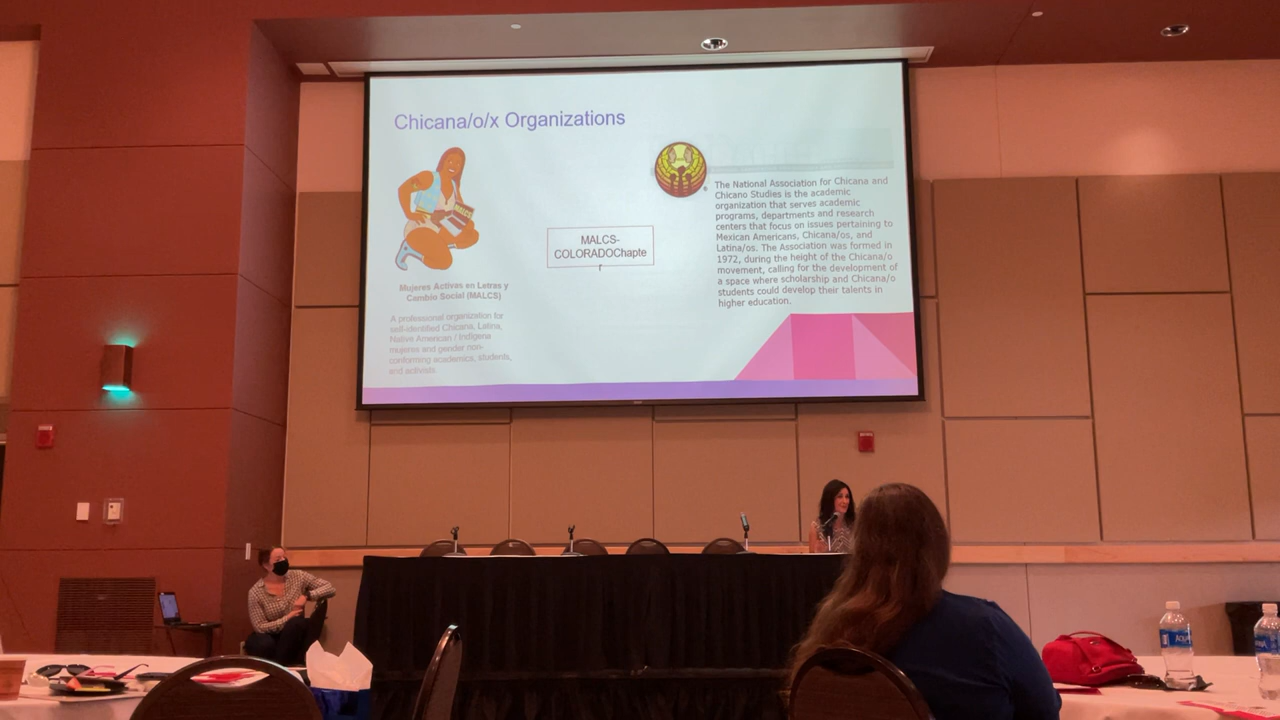 Chicana/o/x Organizations
MALCS
Mujeres Activas en Letras y
Cambio Social (MALCS)
A professional organization for
self-identified Chicana, Latina,
Native American / Indígena
mujeres and gender non-
conforming academics, students,
and activists
MALCS-
COLORADOChapte
r
The National Association for Chicana and
Chicano Studies is the academic
organization that serves academic
programs, departments and research
centers that focus on issues pertaining to
Mexican Americans, Chicana/os, and
Latina/os. The Association was formed in
1972, during the height of the Chicana/o
movement, calling for the development of
a space where scholarship and Chicana/o
students could develop their talents in
higher education.